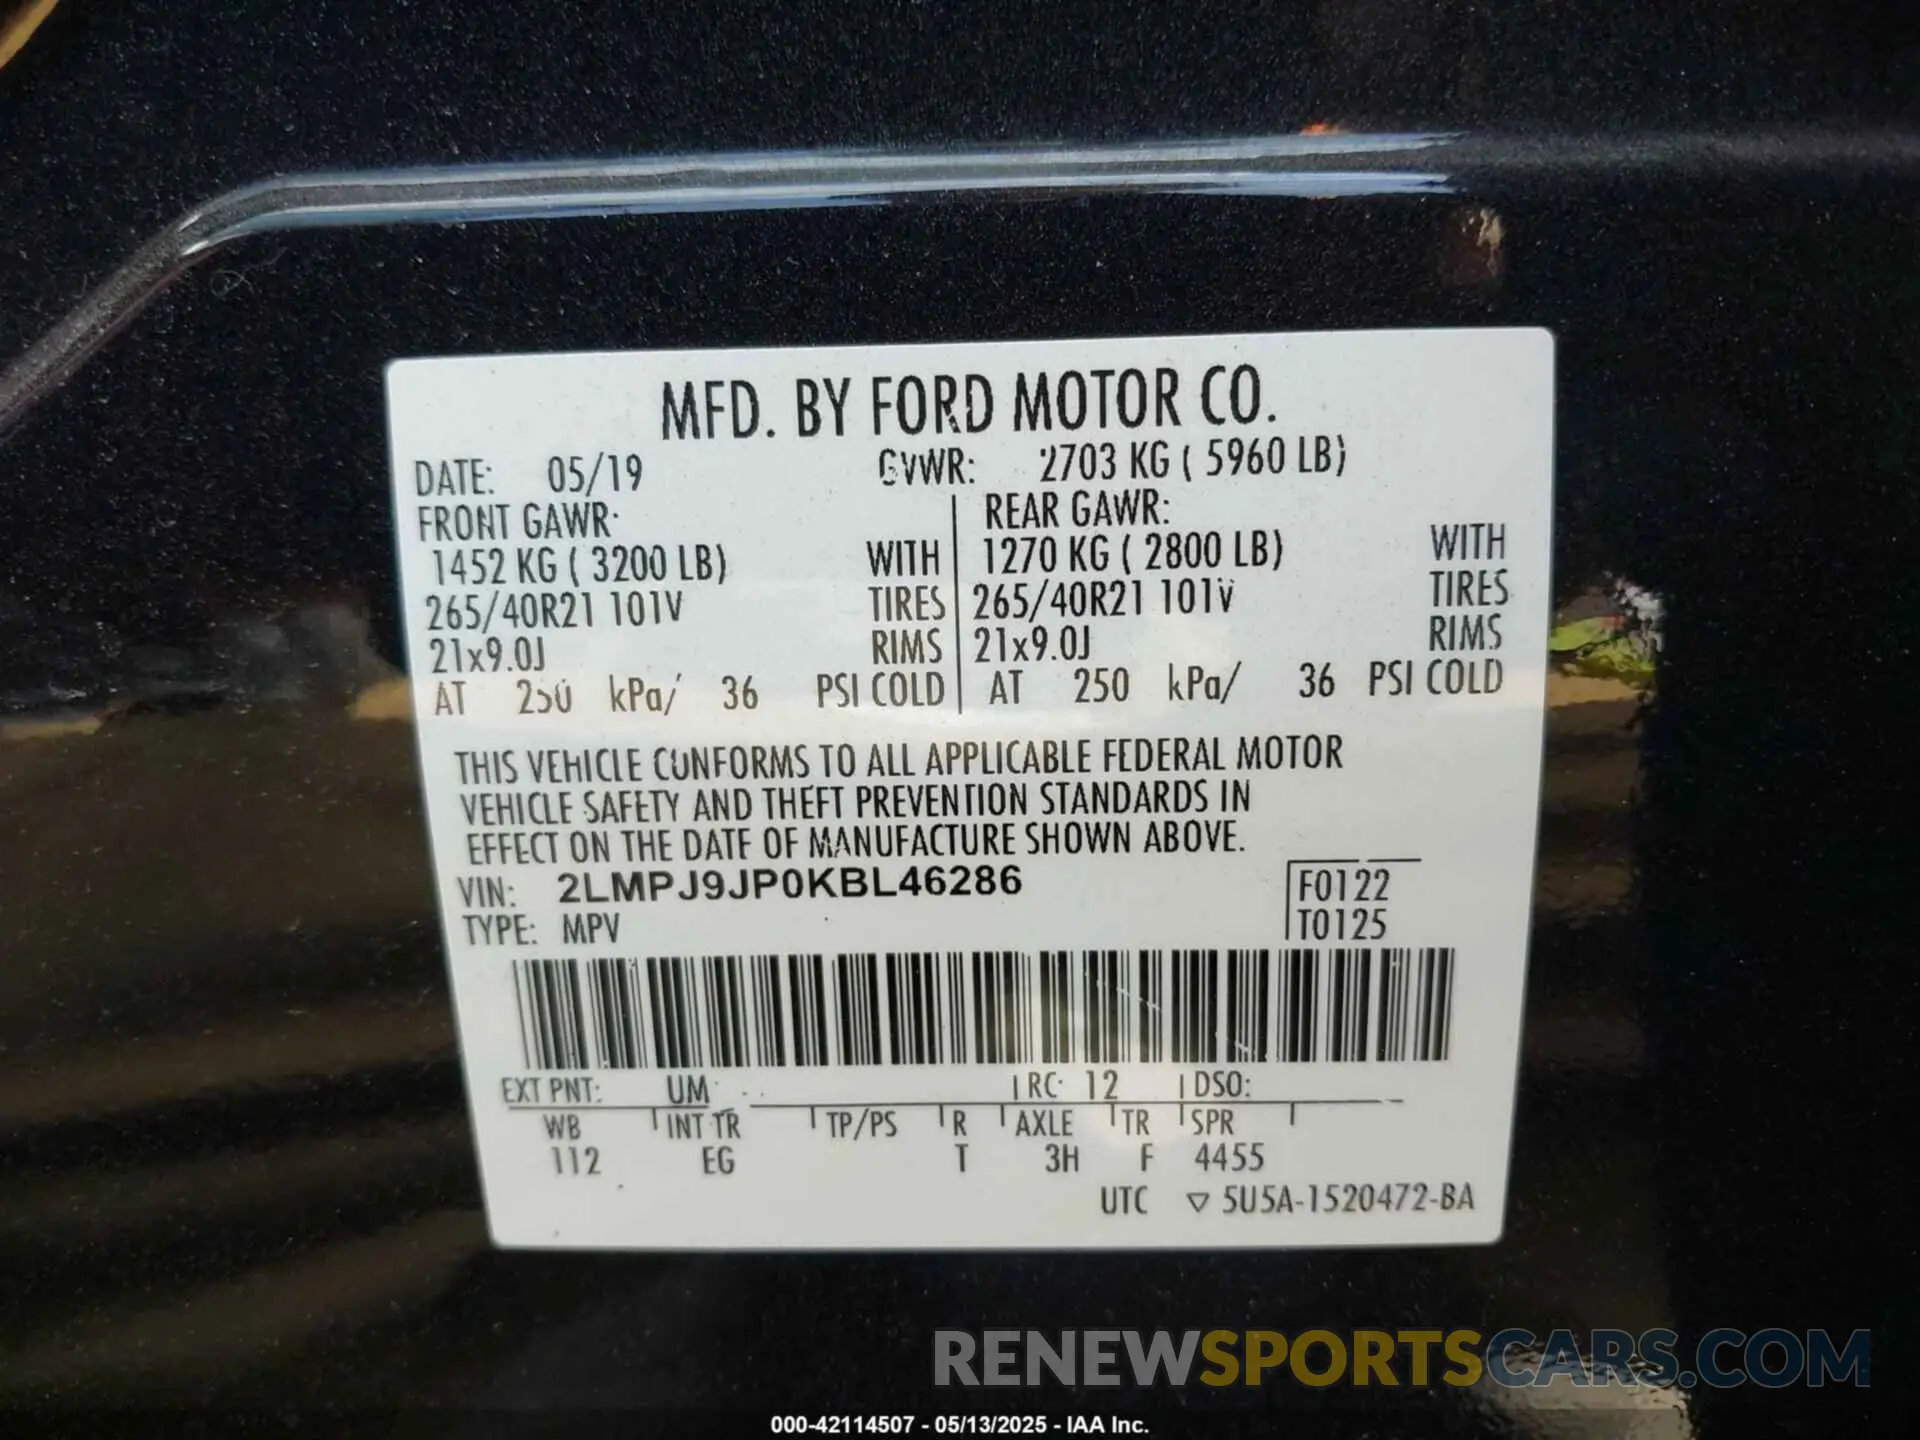 MFD. BY FORD MOTOR CO.
DATE: 05/19 GVWR: 2703 KG ( 5960 LB)
FRONT GAWR: REAR GAWR:
1452 KG ( 3200 LB) WITH 1270 KG ( 2800 LB) WITH
265/40R21 101V TIRES 265/40R21 101V TIRES
21x9.0J RIMS 21x9.0J RIMS
AT 250 kPa/ 36 PSI COLD AT 250 kPa/ 36 PSI COLD
THIS VEHICLE CONFORMS TO ALL APPLICABLE FEDERAL MOTOR
VEHICLE SAFETY AND THEFT PREVENTION STANDARDS IN
EFFECT ON THE DATE OF MANUFACTURE SHOWN ABOVE.
VIN: 2LMPJ9JP0KBL46286 F0122
TYPE: MPV T0125
EXT PNT: UM RC: 12 DSO:
WB INT TR TP/PS R AXLE TR SPR
112 EG T 3H F 4455
UTC ▽ 5U5A-1520472-BA
RENEWSPORTSCARS.COM
000-42114507 - 05/13/2025 - IAA Inc.